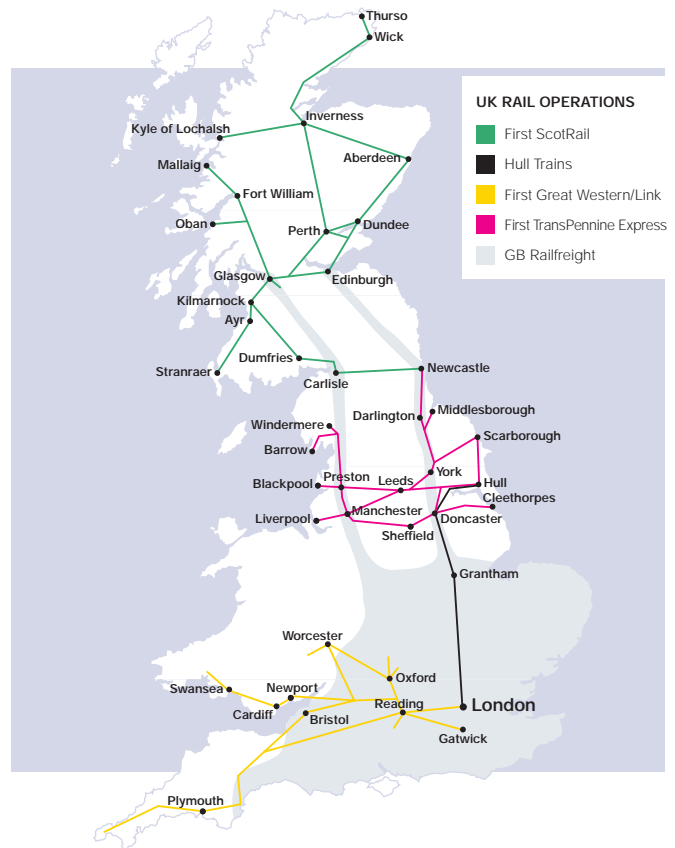 Thurso
Wick
UK RAIL OPERATIONS
First ScotRail
Hull Trains
First Great Western/Link
First TransPennine Express
GB Railfreight
Inverness
Kyle of Lochalsh
Aberdeen
Mallaig
Fort William
Oban
Perth
Dundee
Glasgow
Edinburgh
Kilmarnock
Ayr
Dumfries
Stranraer
Carlisle
Newcastle
Darlington
Middlesborough
Windermere
Scarborough
Barrow
York
Blackpool
Preston
Leeds
Hull
Cleethorpes
Liverpool
Manchester
Doncaster
Sheffield
Grantham
Worcester
Oxford
Swansea
Newport
Reading
London
Cardiff
Bristol
Gatwick
Plymouth